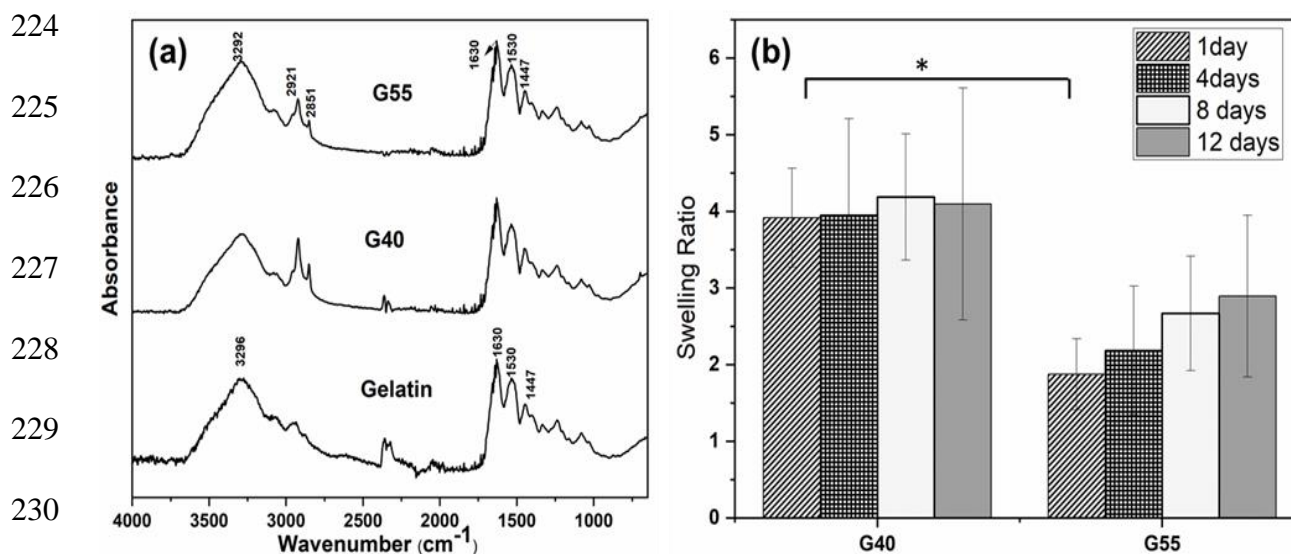 224
225
226
227
228
229
230
(a)
3292
2921
2851
G55
1630
1530
1447
G40
3296
Gelatin
1630
1530
1447
Absorbance
4000 3500 3000 2500 2000 1500 1000
Wavenumber (cm-1)
(b)
*
1day
4days
8 days
12 days
Swelling Ratio
6
5
4
3
2
1
0
G40 G55